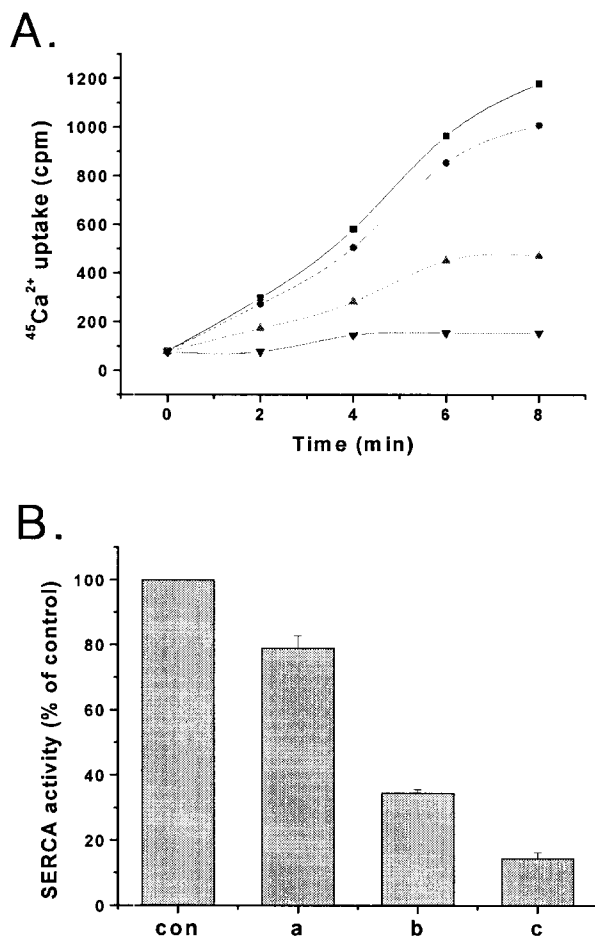 A.
1200
1000
800
600
400
200
0
⁴⁵Ca²⁺ uptake (cpm)
0 2 4 6 8
Time (min)
B.
100
80
60
40
20
0
SERCA activity (% of control)
con a b c